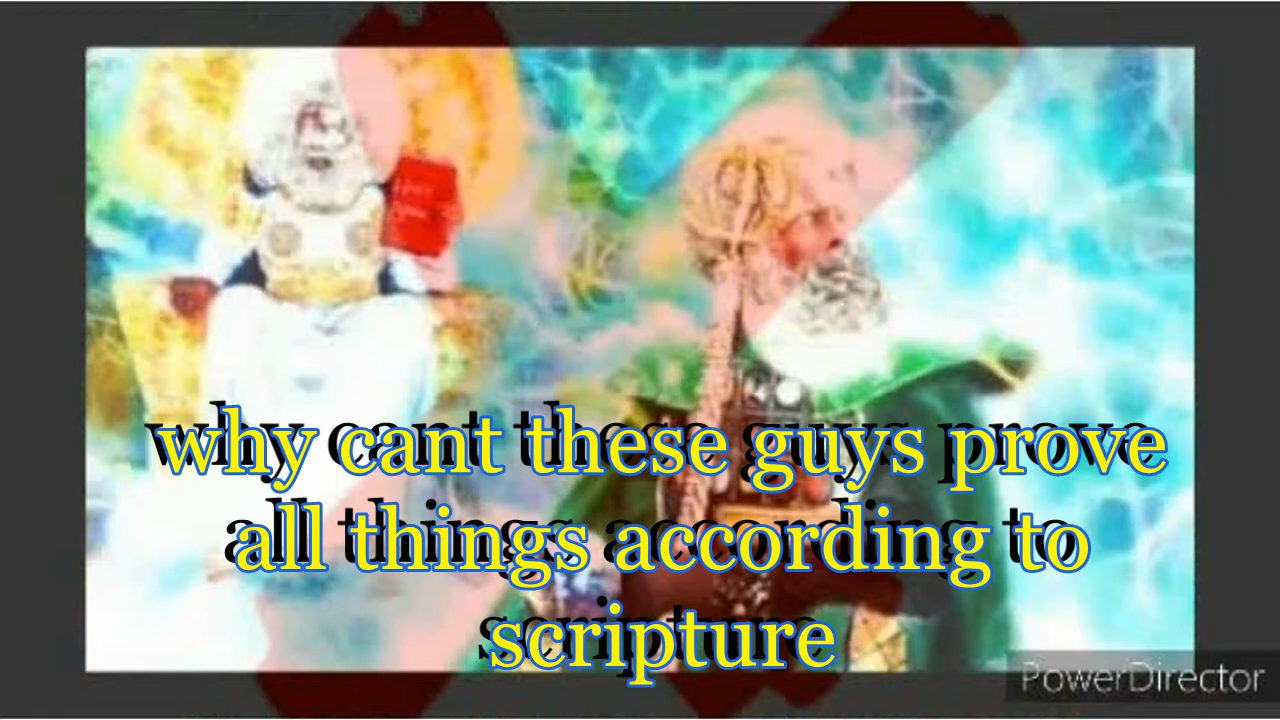 why cant these guys prove
all things according to
scripture
PowerDirector